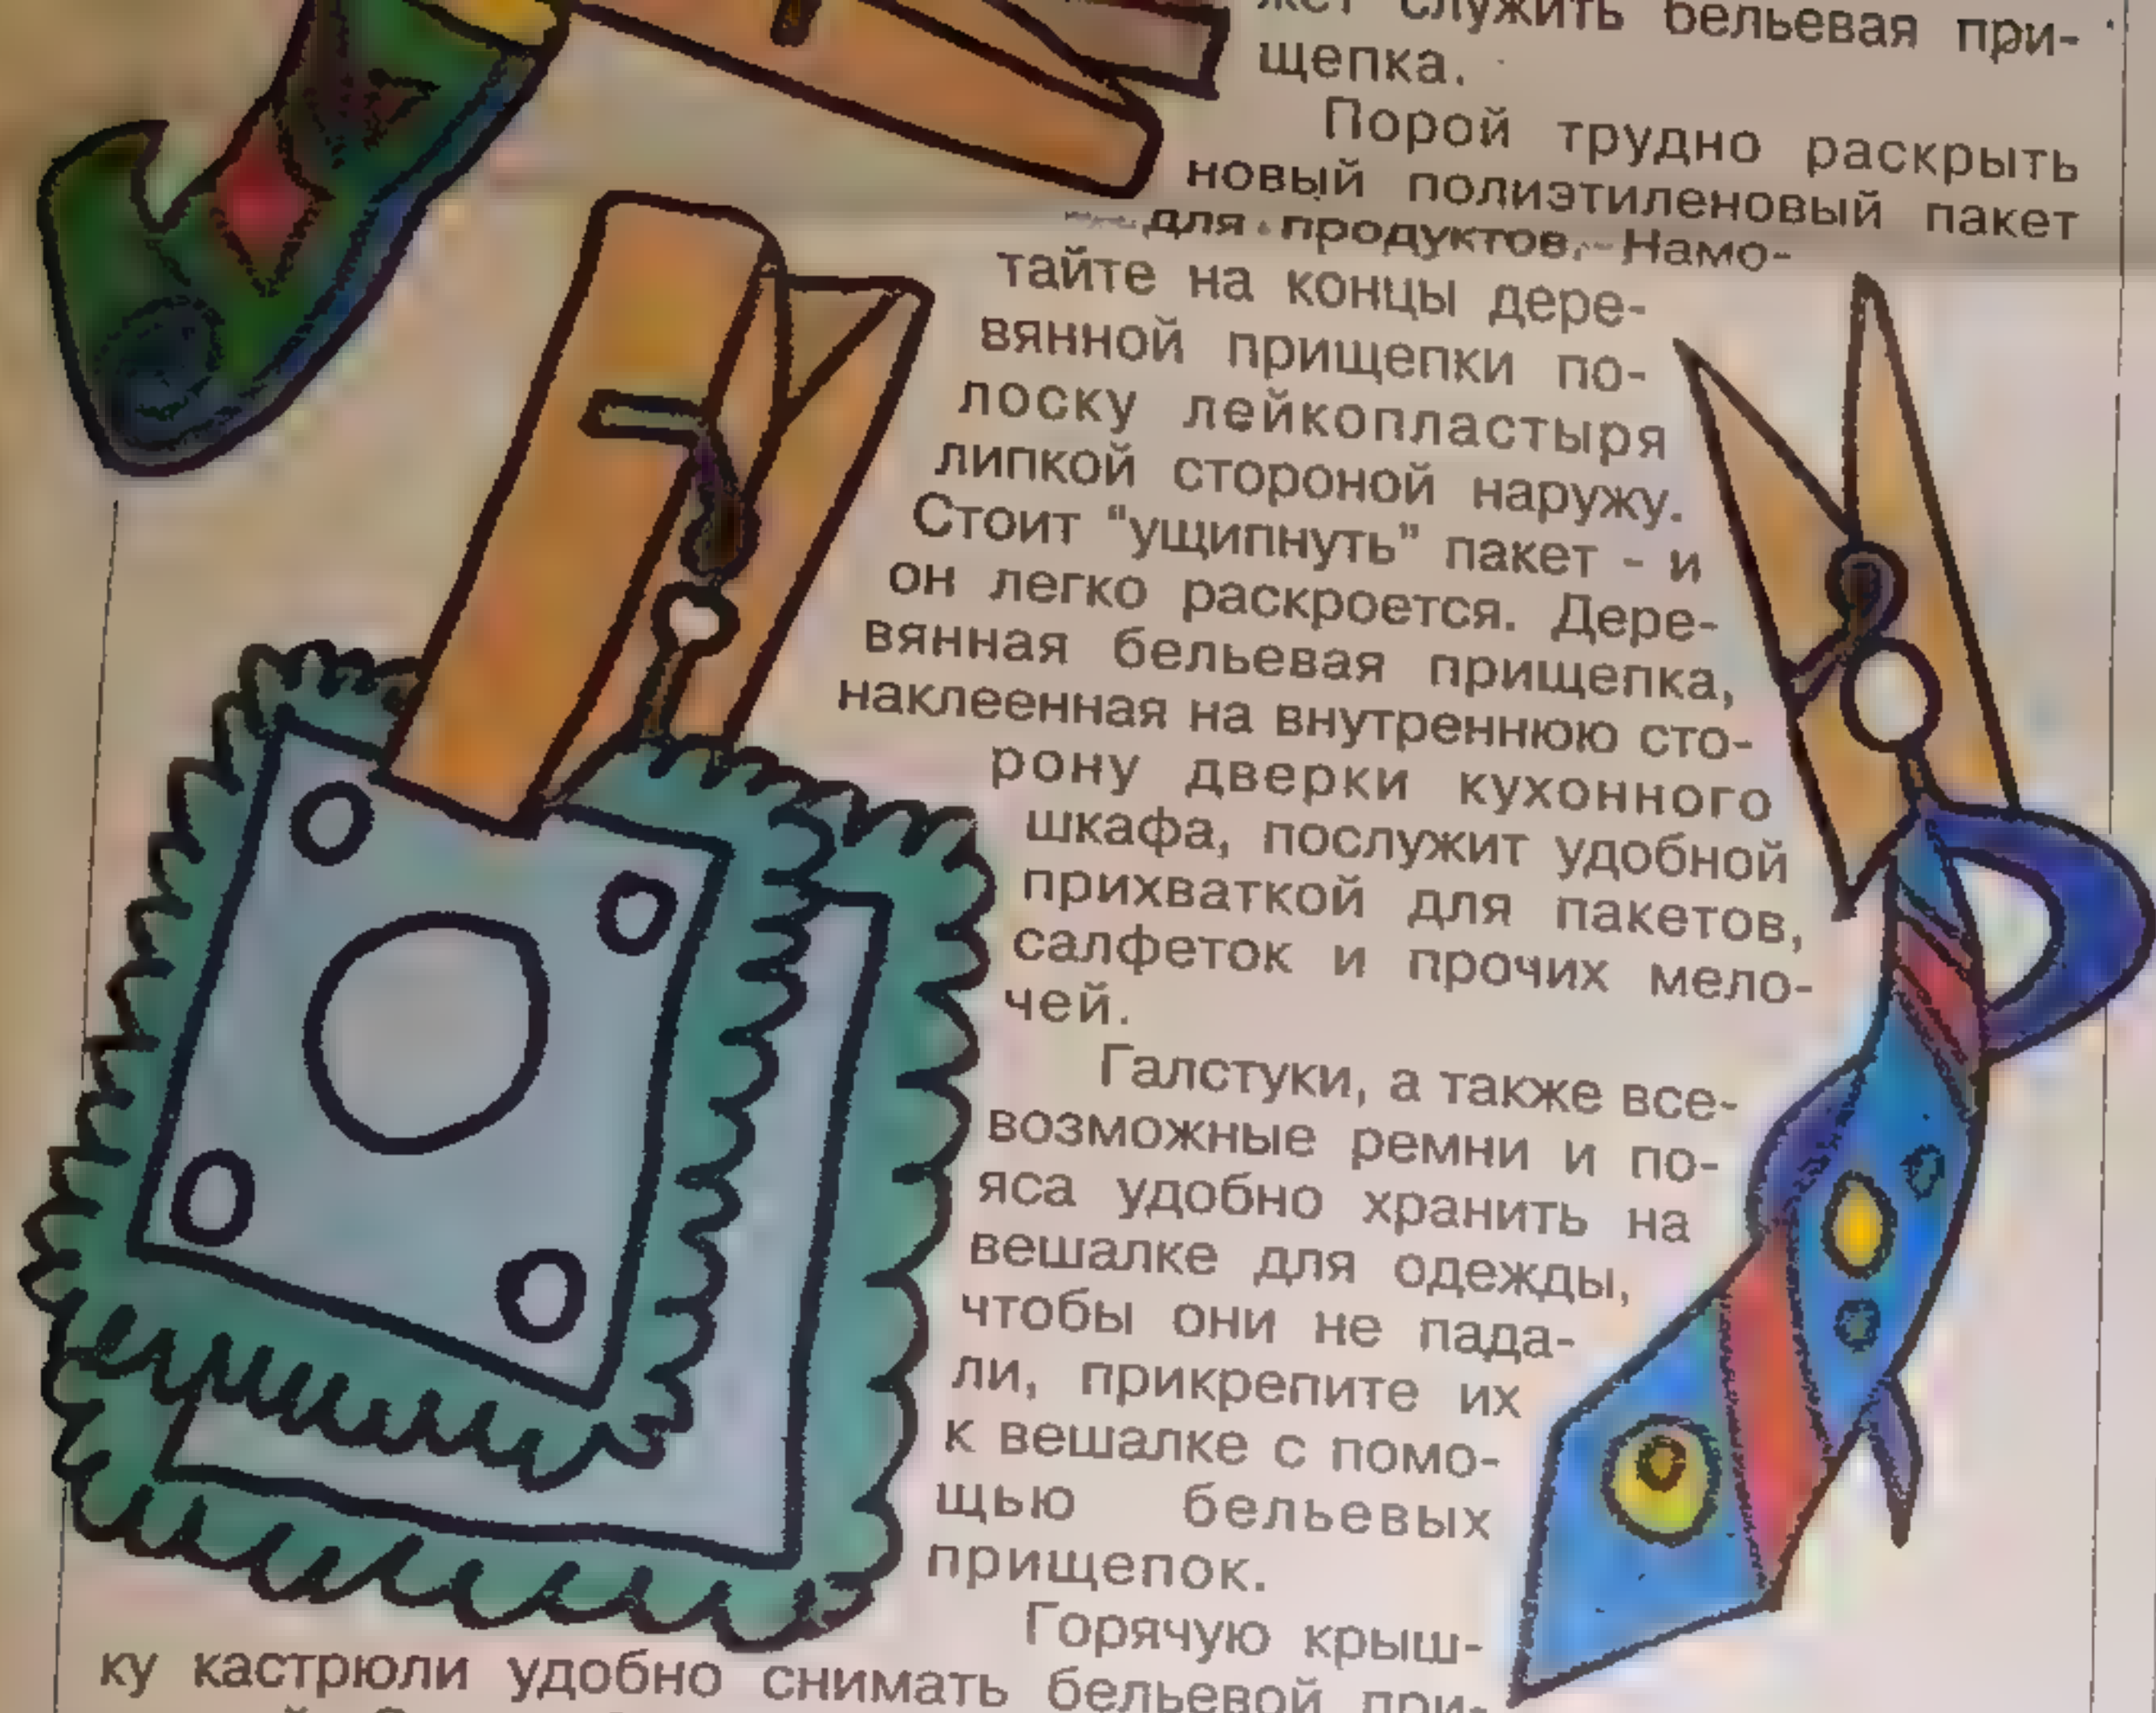 служить бельевая при-
щепка.
Порой трудно раскрыть
новый полиэтиленовый пакет
для продуктов. Намо-
тайте на концы дере-
вянной прищепки по-
лоску лейкопластыря
липкой стороной наружу.
Стоит “ущипнуть” пакет - и
он легко раскроется. Дере-
вянная бельевая прищепка,
наклеенная на внутреннюю сто-
рону дверки кухонного
шкафа, послужит удобной
прихваткой для пакетов,
салфеток и прочих мело-
чей.
Галстуки, а также все-
возможные ремни и по-
яса удобно хранить на
вешалке для одежды,
чтобы они не пада-
ли, прикрепите их
к вешалке с помо-
щью бельевых
прищепок.
Горячую крыш-
ку кастрюли удобно снимать бельевой при-